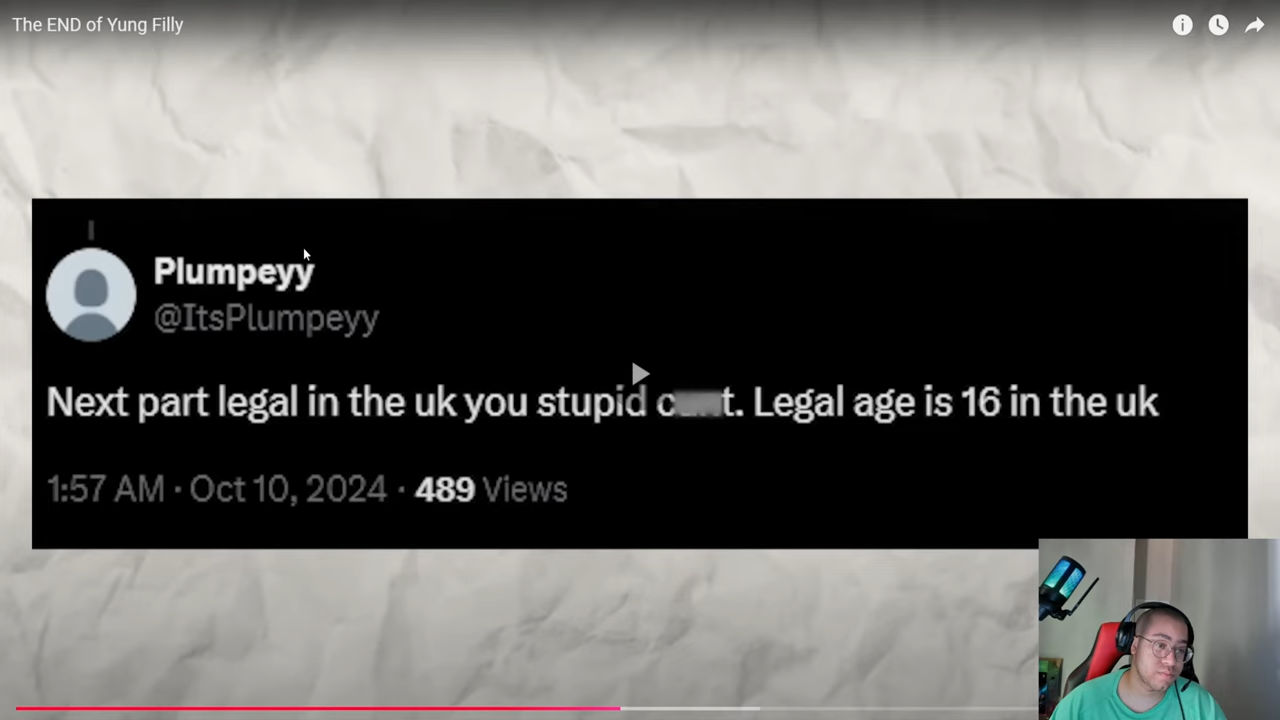 The END of Yung Filly
Plumpeyy
@ItsPlumpeyy
Next part legal in the uk you stupid c t. Legal age is 16 in the uk
1:57 AM · Oct 10, 2024 · 489 Views